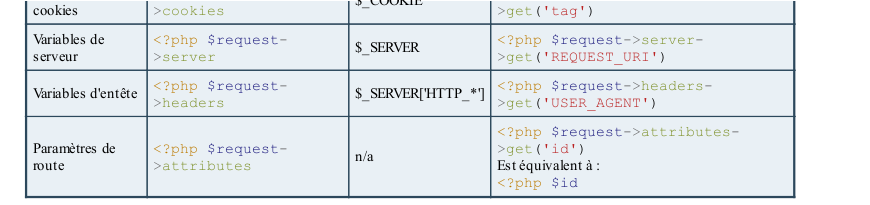 cookies
>cookies
$_COOKIE
>get('tag')
Variables de
serveur
<?php $request-
>server
$_SERVER
<?php $request->server-
>get('REQUEST_URI')
Variables d'entête
<?php $request-
>headers
$_SERVER['HTTP_*']
<?php $request->headers-
>get('USER_AGENT')
Paramètres de
route
<?php $request-
>attributes
n/a
<?php $request->attributes-
>get('id')
Est équivalent à :
<?php $id